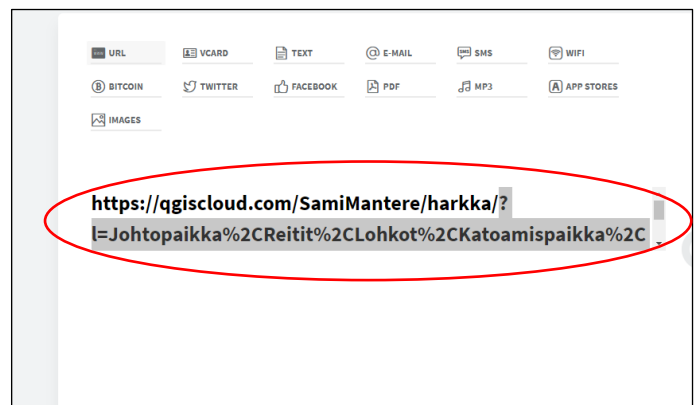 URL VCARD TEXT E-MAIL SMS WIFI
BITCOIN TWITTER FACEBOOK PDF MP3 APP STORES
IMAGES
https://qgiscloud.com/SamiMantere/harkka/?
l=Johtopaikka%2CReitit%2CLohkot%2CKatoamispaikka%2C